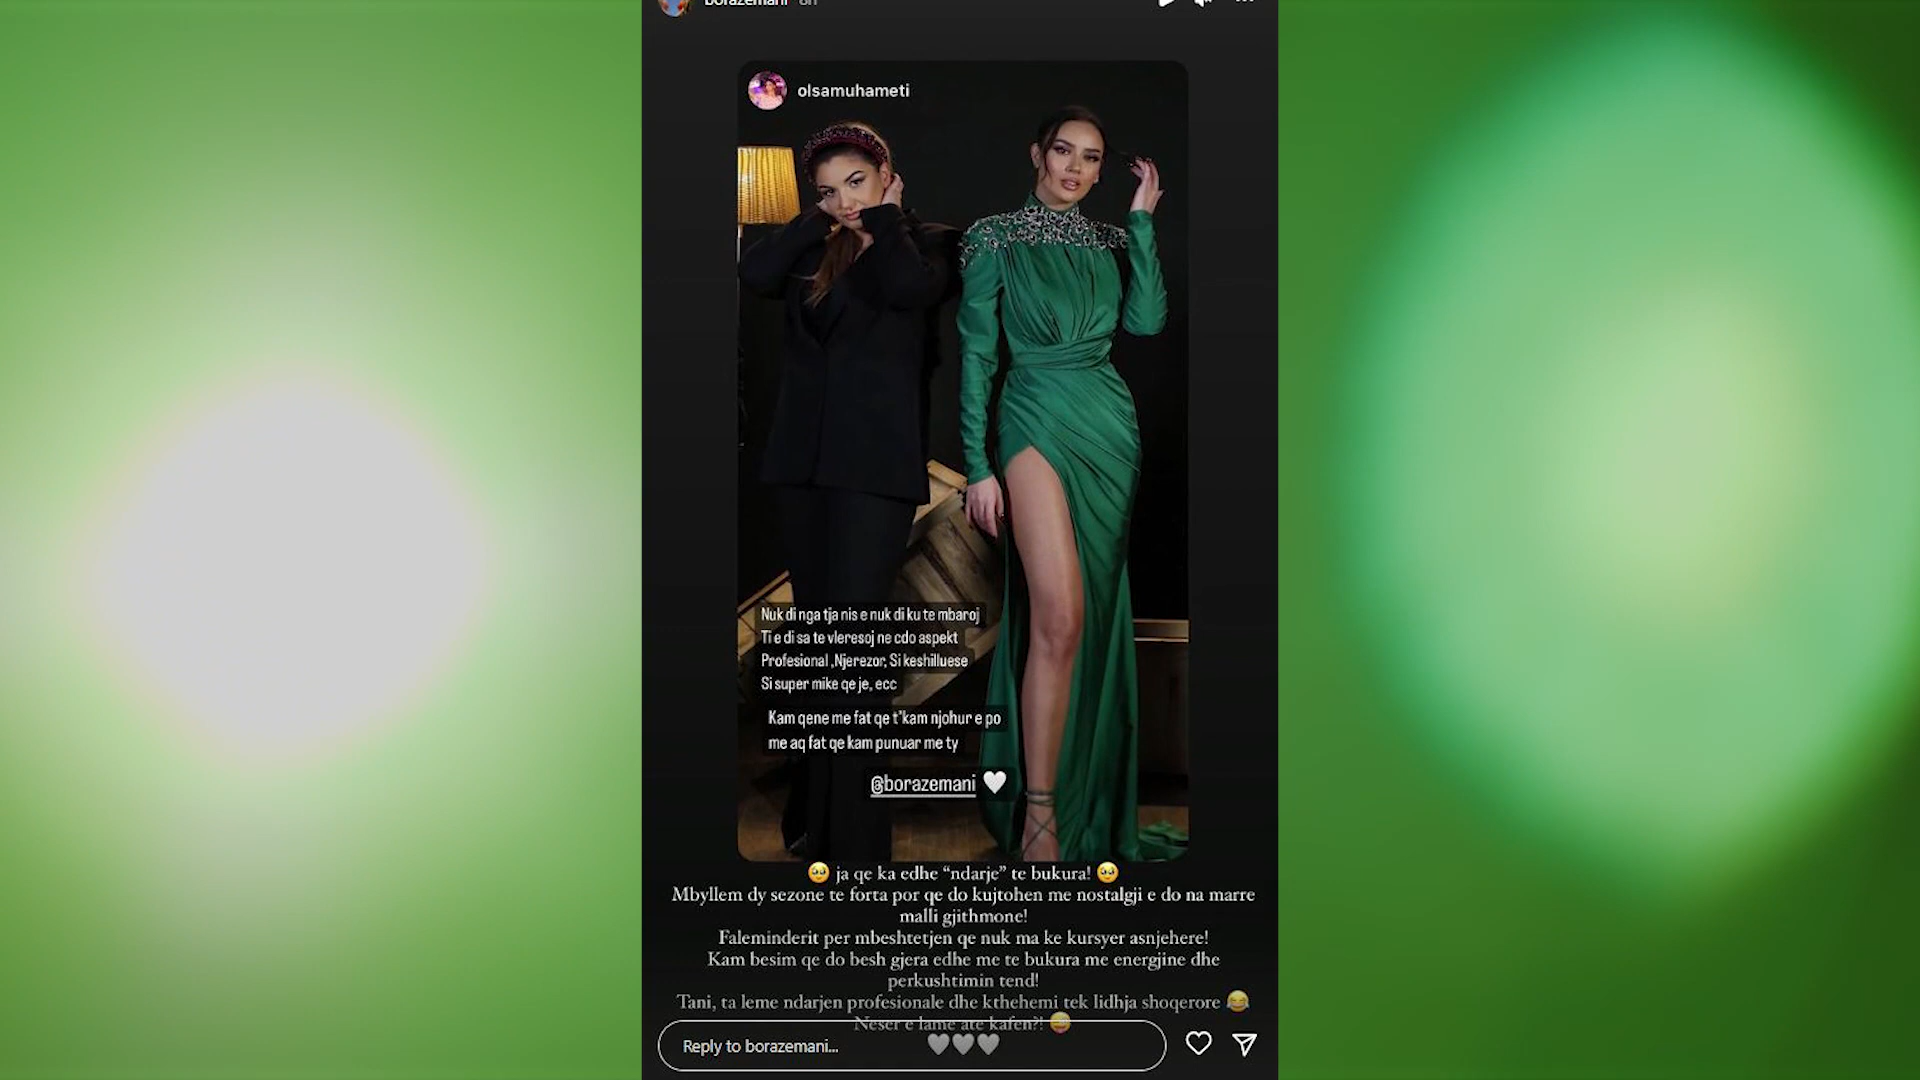 borazemani 6h
olsamuhameti
Nuk di nga tja nis e nuk di ku te mbaroj
Ti e di sa te vleresoj ne cdo aspekt
Profesional ,Njerezor, Si keshilluese
Si super mike qe je, ecc
Kam qene me fat qe t'kam njohur e po
me aq fat qe kam punuar me ty
@borazemani 🤍
🥹 ja qe ka edhe “ndarje” te bukura! 🥹
Mbyllem dy sezone te forta por qe do kujtohen me nostalgji e do na marre
malli gjithmone!
Faleminderit per mbeshtetjen qe nuk ma ke kursyer asnjehere!
Kam besim qe do besh gjera edhe me te bukura me energjine dhe
perkushtimin tend!
Tani, ta leme ndarjen profesionale dhe kthehemi tek lidhja shoqerore 😂
Neser e lame ate kafen?! 😜
🤍🤍🤍
Reply to borazemani...